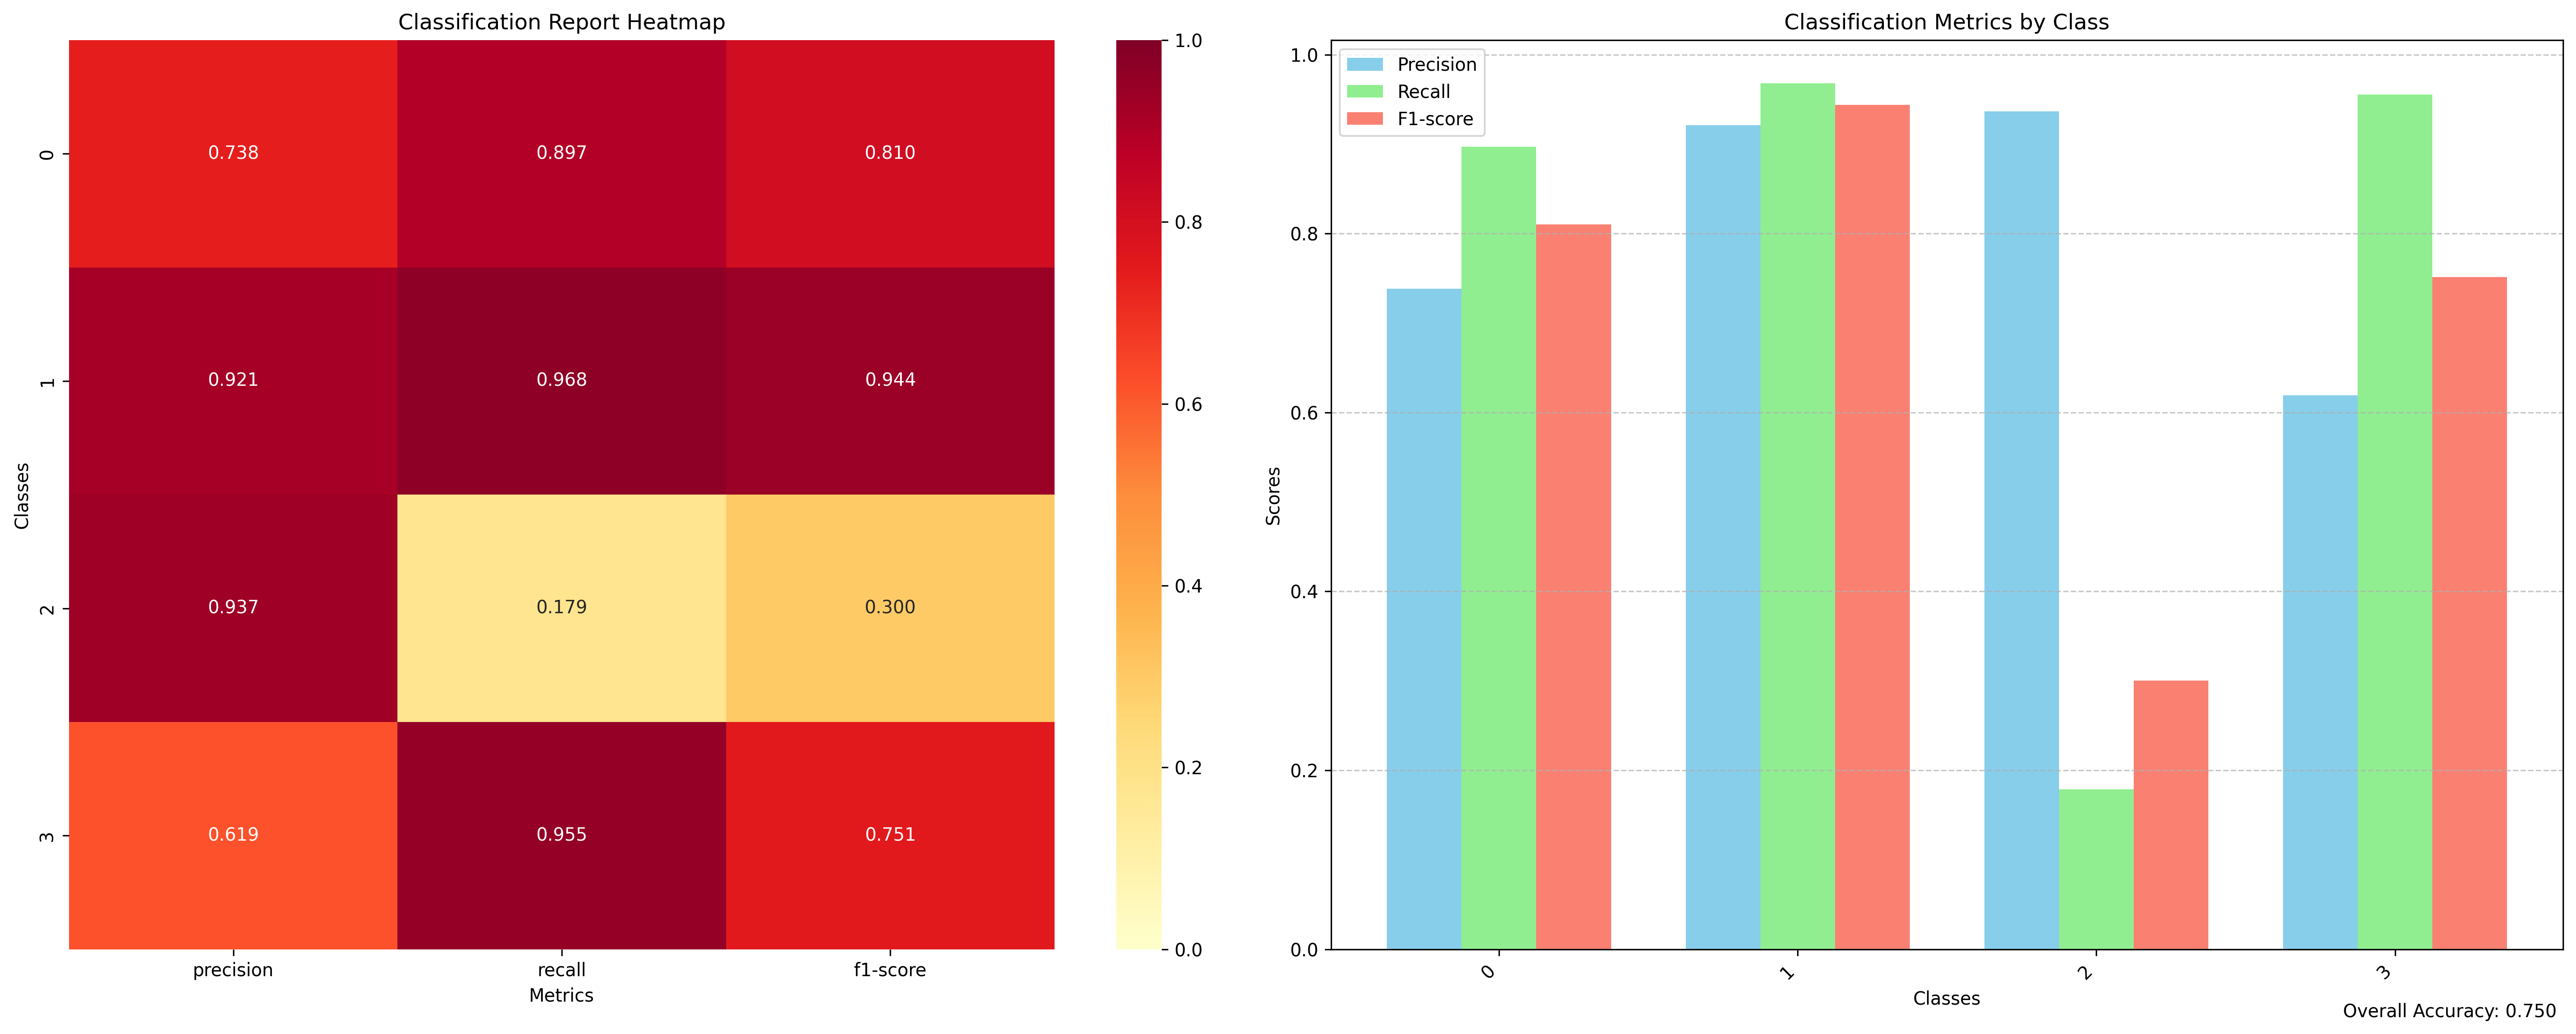 Classification Report Heatmap
Classes
0
1
2
3
0.738 0.897 0.810
0.921 0.968 0.944
0.937 0.179 0.300
0.619 0.955 0.751
precision recall f1-score
Metrics
1.0
0.8
0.6
0.4
0.2
0.0
Classification Metrics by Class
Precision
Recall
F1-score
Scores
1.0
0.8
0.6
0.4
0.2
0.0
0 1 2 3
Classes
Overall Accuracy: 0.750